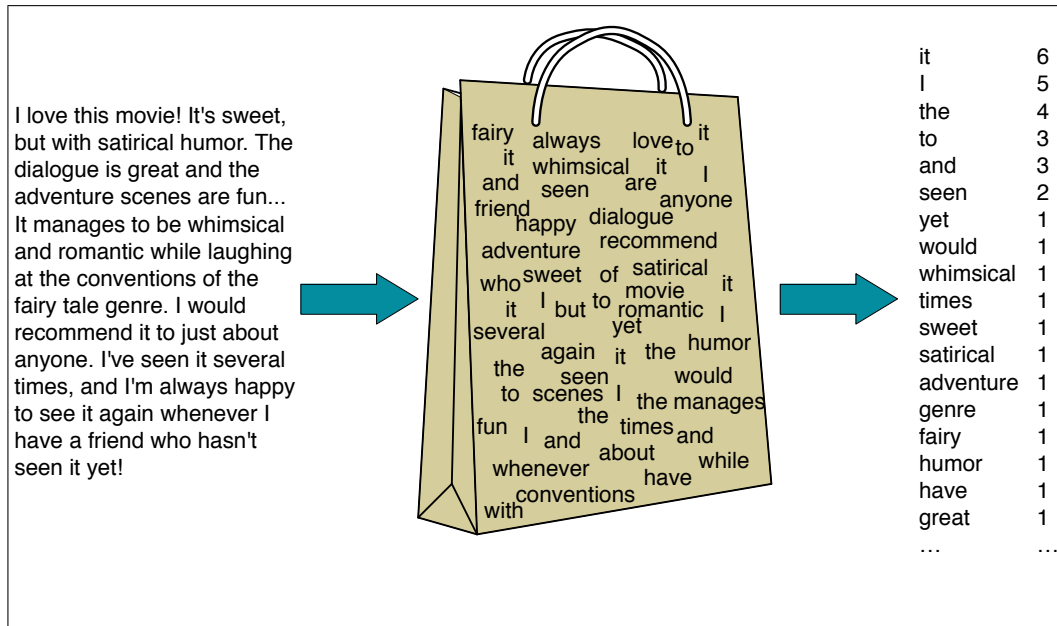 I love this movie! It's sweet,
but with satirical humor. The
dialogue is great and the
adventure scenes are fun...
It manages to be whimsical
and romantic while laughing
at the conventions of the
fairy tale genre. I would
recommend it to just about
anyone. I've seen it several
times, and I'm always happy
to see it again whenever I
have a friend who hasn't
seen it yet!
fairy always love to it
it whimsical it I
and seen are anyone
friend happy dialogue
adventure recommend
who sweet of satirical it
it I but to movie romantic I
several yet humor
again it the
the seen would
to scenes I the manages
fun the times and
I and about
whenever have while
conventions
with
it 6
I 5
the 4
to 3
and 3
seen 2
yet 1
would 1
whimsical 1
times 1
sweet 1
satirical 1
adventure 1
genre 1
fairy 1
humor 1
have 1
great 1
… …